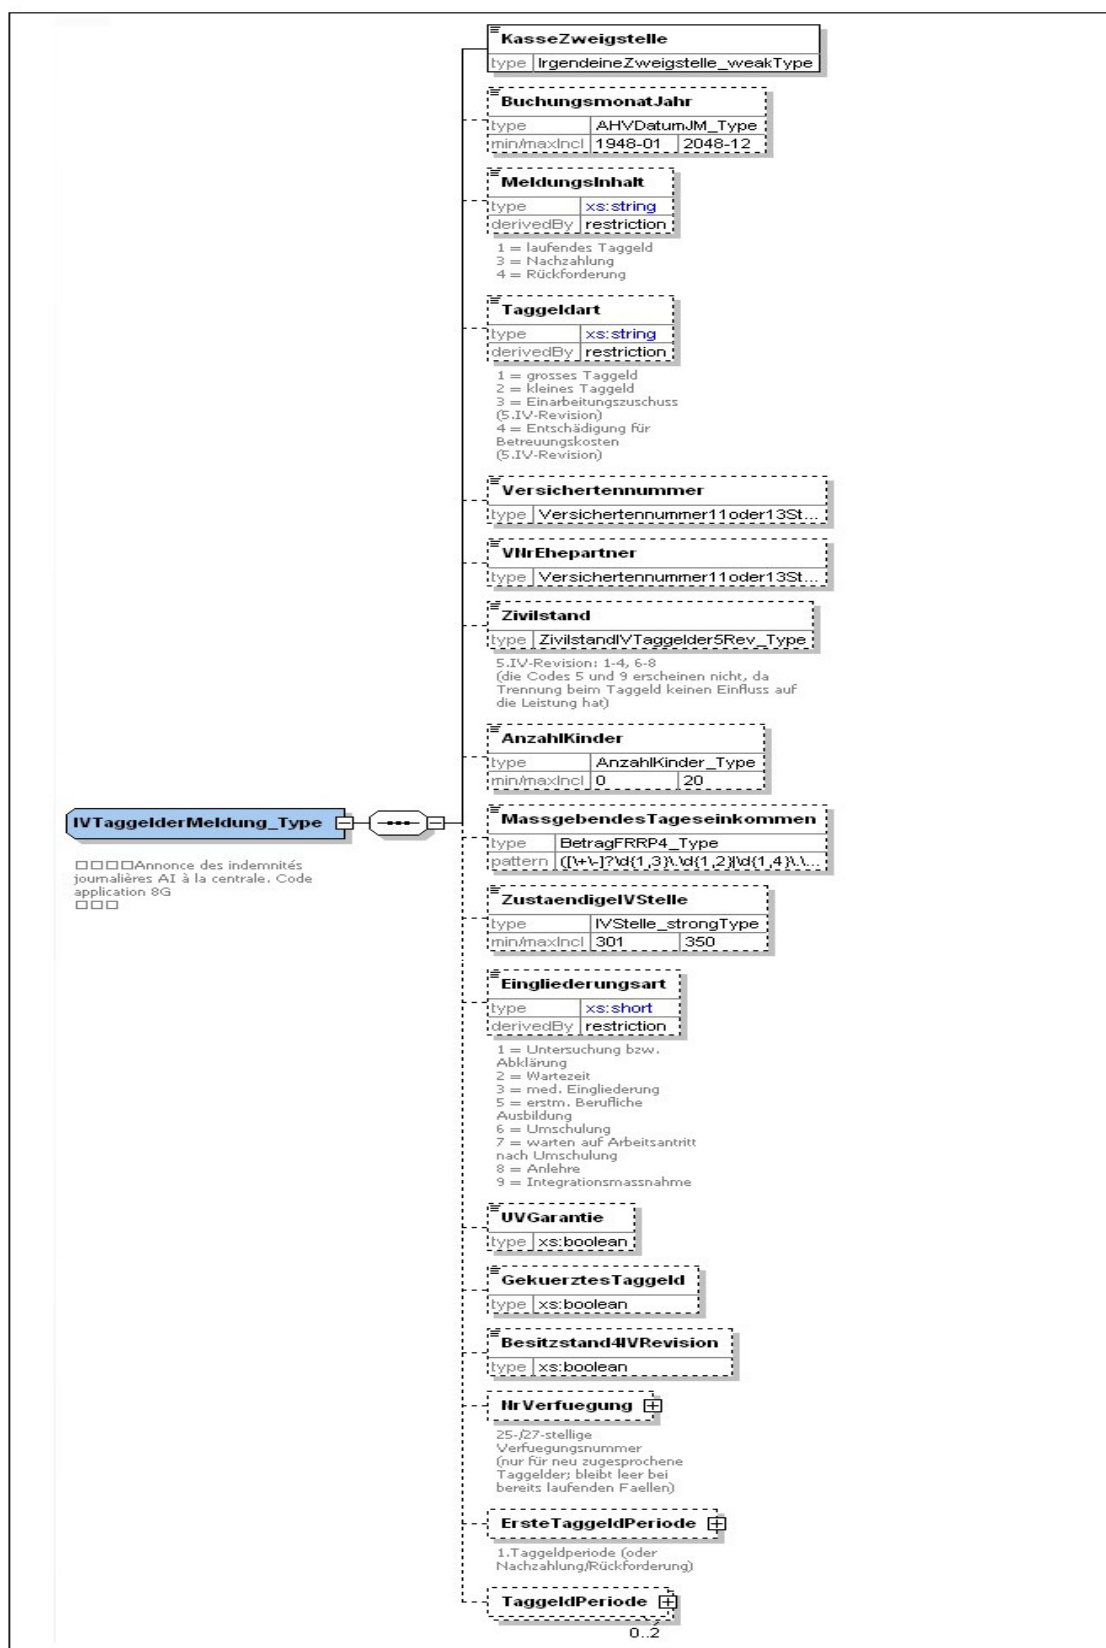 KasseZweigstelle
type IrgendeineZweigstelle_weakType
BuchungsmonatJahr
type AHVDatumJM_Type
min/maxIncl 1948-01 2048-12
MeldungsInhalt
type xs:string
derivedBy restriction
1 = laufendes Taggeld
3 = Nachzahlung
4 = Rückforderung
Taggeldart
type xs:string
derivedBy restriction
1 = grosses Taggeld
2 = kleines Taggeld
3 = Einarbeitungszuschuss
(5.IV-Revision)
4 = Entschädigung für
Betreuungskosten
(5.IV-Revision)
Versichertennummer
type Versichertennummer11oder13St...
VNrEhepartner
type Versichertennummer11oder13St...
Zivilstand
type ZivilstandIVTaggelder5Rev_Type
5.IV-Revision: 1-4, 6-8
(die Codes 5 und 9 erscheinen nicht, da
Trennung beim Taggeld keinen Einfluss auf
die Leistung hat)
AnzahlKinder
type AnzahlKinder_Type
min/maxIncl 0 20
IVTaggelderMeldung_Type
□□□□Annonce des indemnités
journalières AI à la centrale. Code
application 8G
□□□
MassgebendesTageseinkommen
type BetragFRRP4_Type
pattern ([\+\-]?\d{1,3}\.\d{1,2}|\d{1,4}\.\...
ZustaendigeIVStelle
type IVStelle_strongType
min/maxIncl 301 350
Eingliederungsart
type xs:short
derivedBy restriction
1 = Untersuchung bzw.
Abklärung
2 = Wartezeit
3 = med. Eingliederung
5 = erstm. Berufliche
Ausbildung
6 = Umschulung
7 = warten auf Arbeitsantritt
nach Umschulung
8 = Anlehre
9 = Integrationsmassnahme
UVGarantie
type xs:boolean
GekuerztesTaggeld
type xs:boolean
Besitzstand4IVRevision
type xs:boolean
NrVerfuegung
25-/27-stellige
Verfuegungsnummer
(nur für neu zugesprochene
Taggelder; bleibt leer bei
bereits laufenden Faellen)
ErsteTaggeldPeriode
1.Taggeldperiode (oder
Nachzahlung/Rückforderung)
TaggeldPeriode
0..2